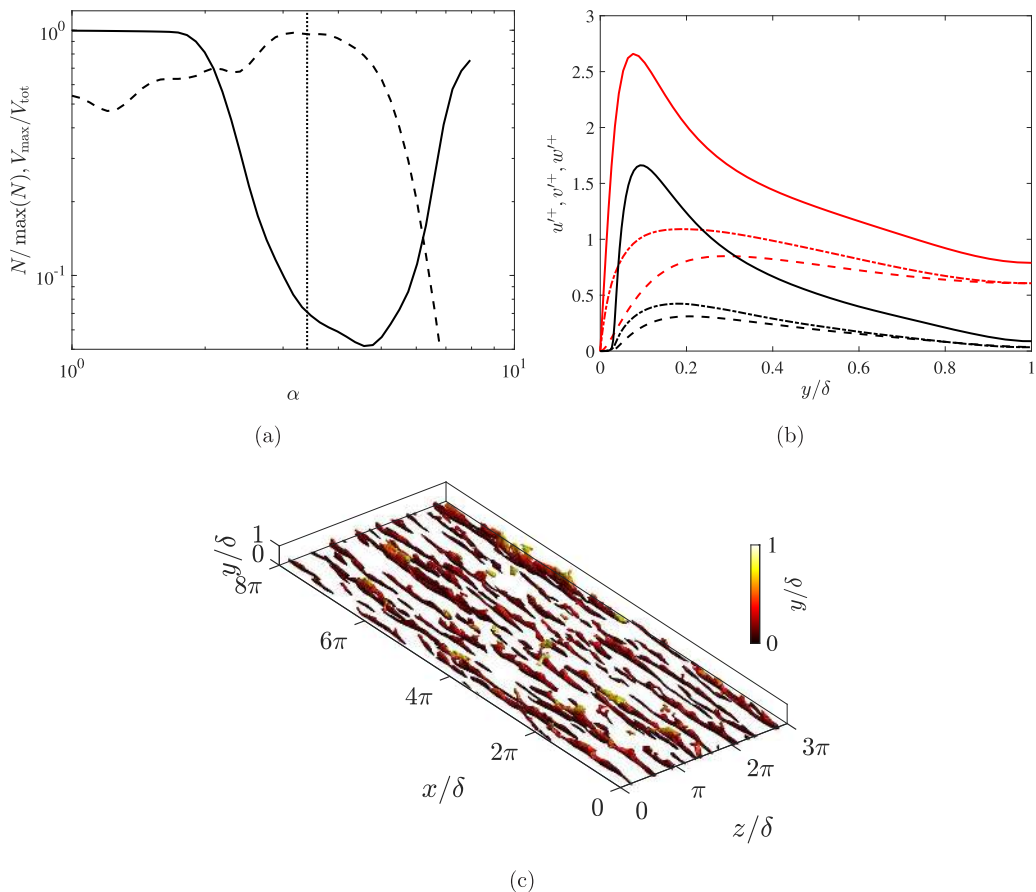 10^0
10^{-1}
N/ max(N), V_max/V_tot
10^0
10^1
α
(a)
3
2.5
2
1.5
1
0.5
0
u'^+, v'^+, w'^+
0
0.2
0.4
0.6
0.8
1
y/δ
(b)
1
0
y/δ
8π
6π
4π
2π
0
x/δ
0
π
2π
3π
z/δ
1
0
y/δ
(c)